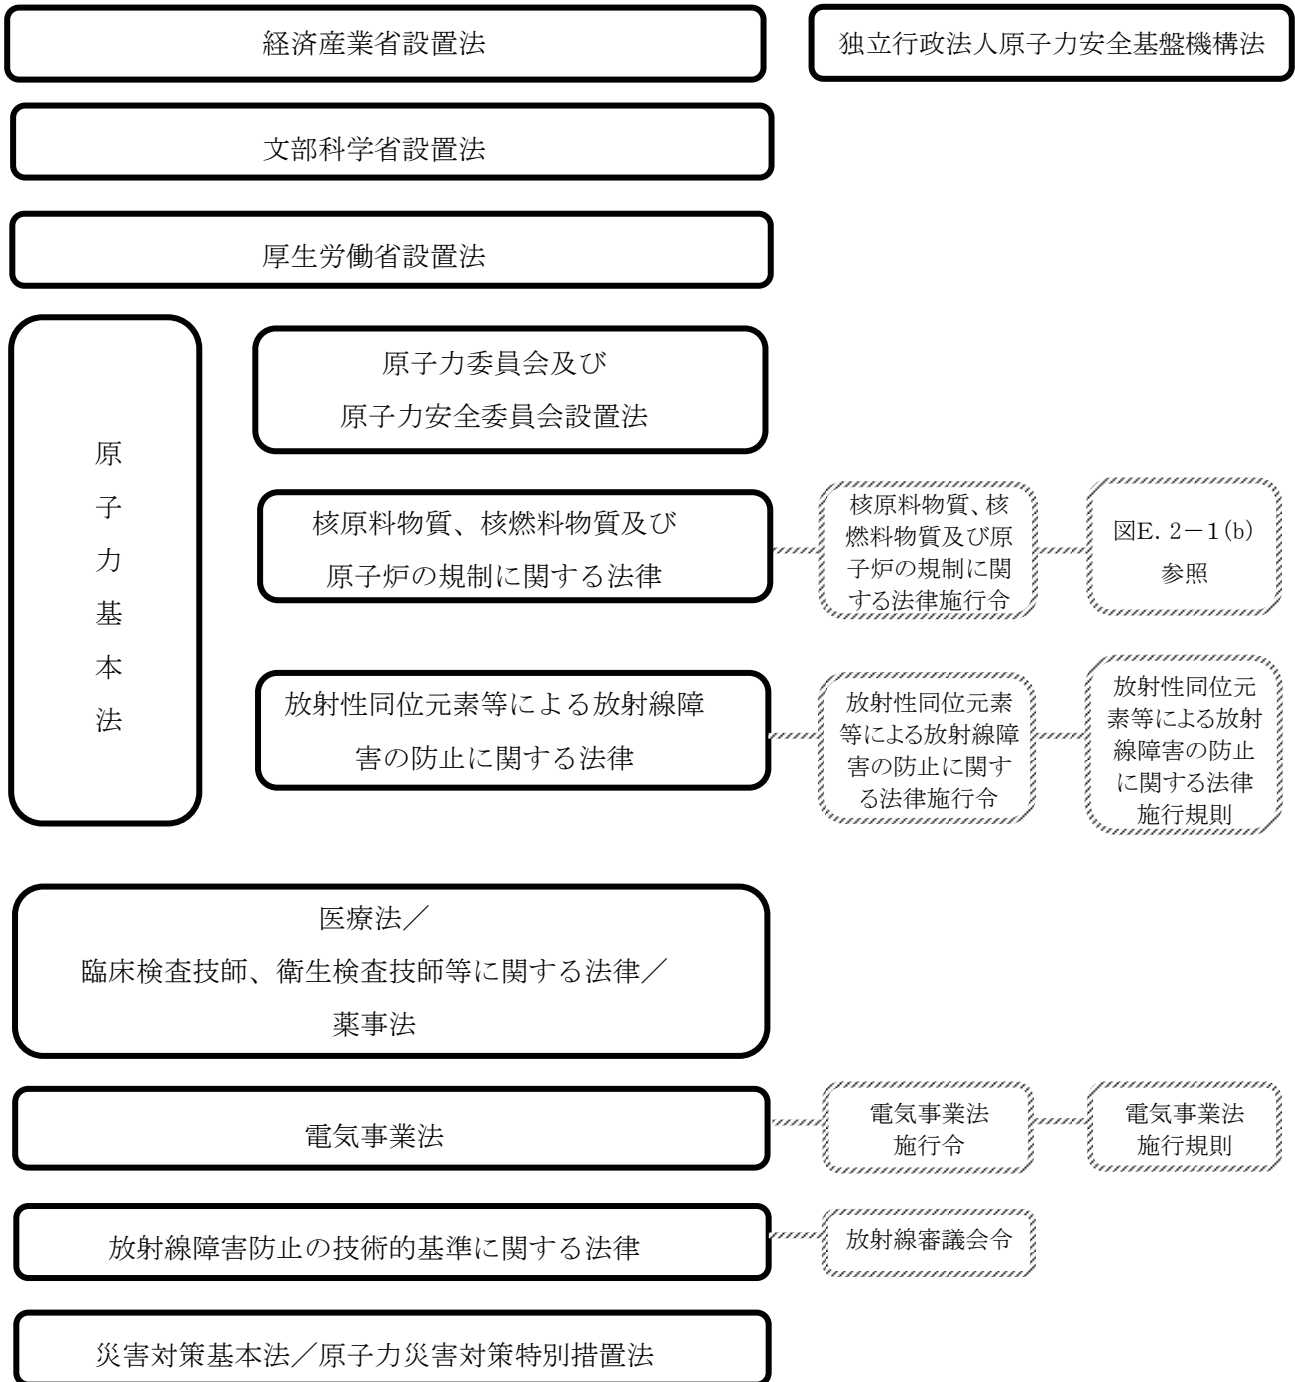 経済産業省設置法
独立行政法人原子力安全基盤機構法
文部科学省設置法
厚生労働省設置法
原子力基本法
原子力委員会及び
原子力安全委員会設置法
核原料物質、核燃料物質及び
原子炉の規制に関する法律
核原料物質、核
燃料物質及び原
子炉の規制に関
する法律施行令
図E．2－1(b)
参照
放射性同位元素等による放射線障
害の防止に関する法律
放射性同位元素
等による放射線障
害の防止に関す
る法律施行令
放射性同位元
素等による放射
線障害の防止
に関する法律
施行規則
医療法／
臨床検査技師、衛生検査技師等に関する法律／
薬事法
電気事業法
電気事業法
施行令
電気事業法
施行規則
放射線障害防止の技術的基準に関する法律
放射線審議会令
災害対策基本法／原子力災害対策特別措置法